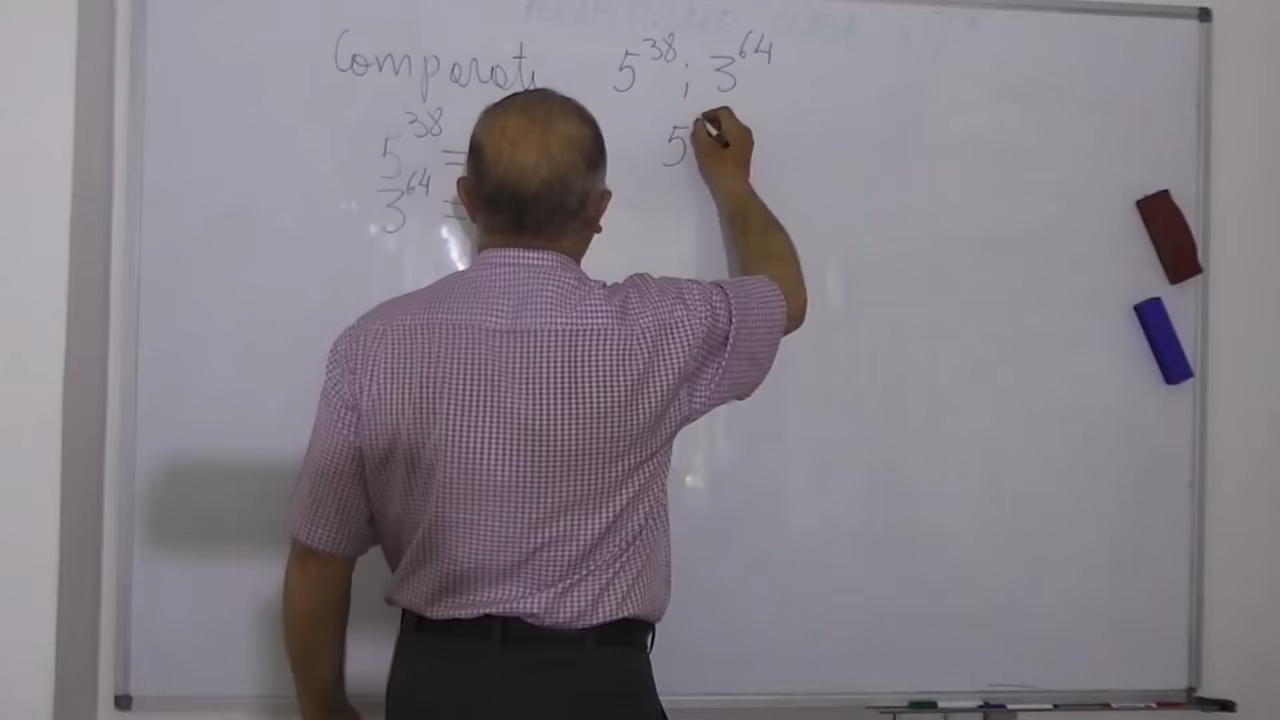 Comparati 5^38 ; 3^64
5^38 = 5
3^64 =